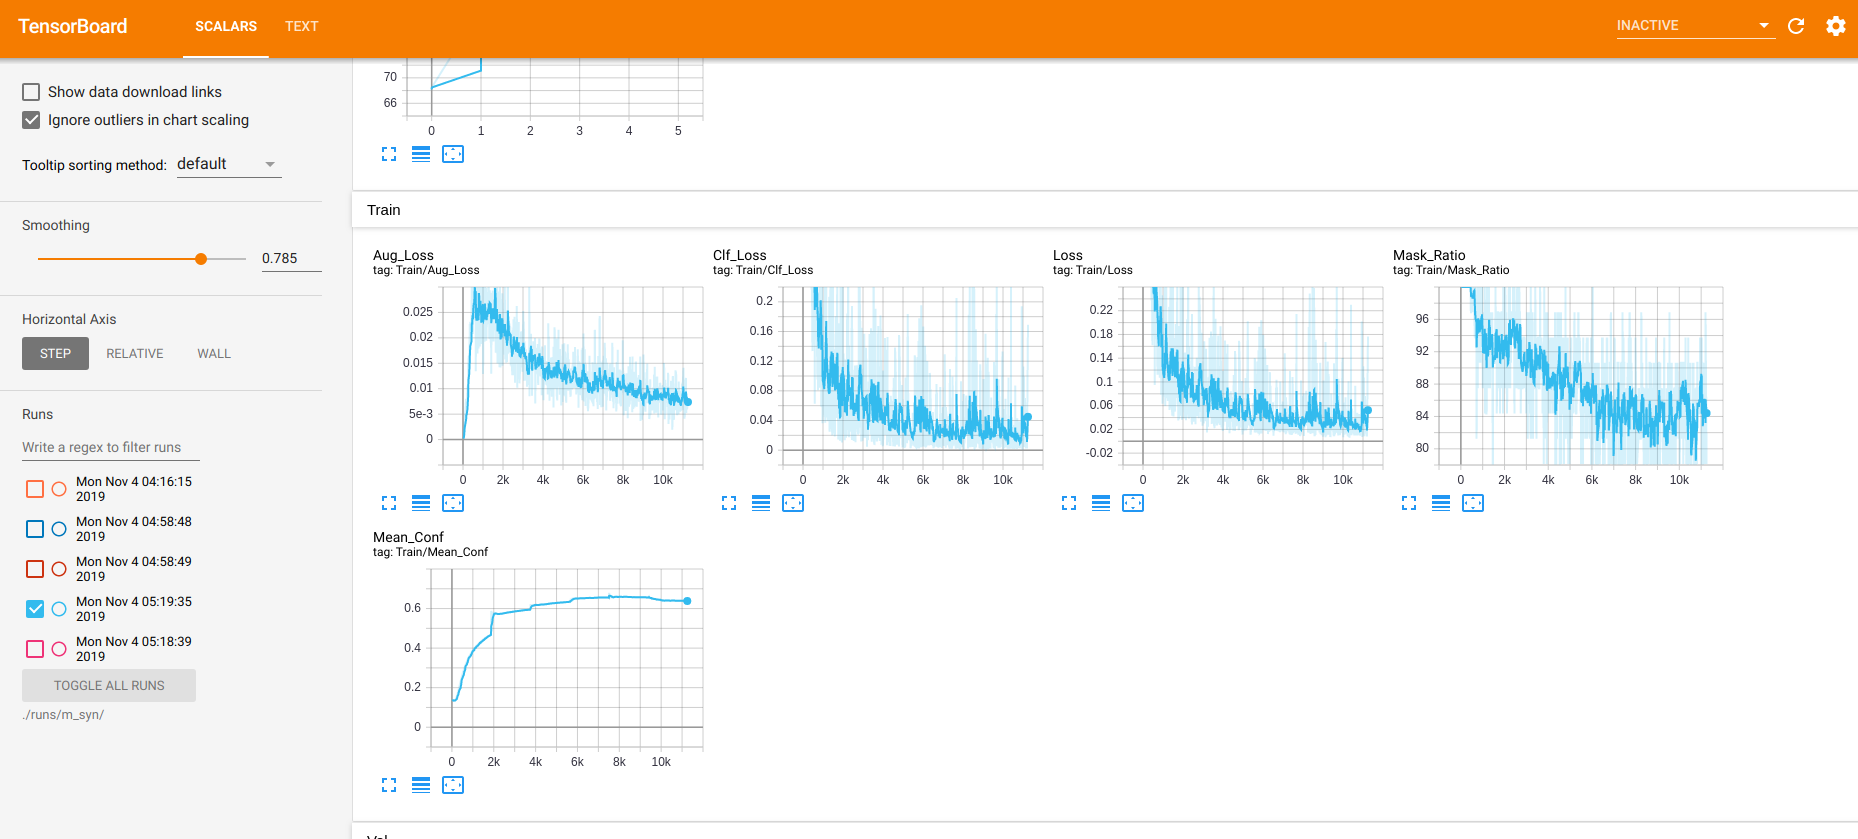 TensorBoard
SCALARS TEXT
INACTIVE
Show data download links
Ignore outliers in chart scaling
Tooltip sorting method: default
Smoothing
0.785
Horizontal Axis
STEP RELATIVE WALL
Runs
Write a regex to filter runs
Mon Nov 4 04:16:15
2019
Mon Nov 4 04:58:48
2019
Mon Nov 4 04:58:49
2019
Mon Nov 4 05:19:35
2019
Mon Nov 4 05:18:39
2019
TOGGLE ALL RUNS
./runs/m_syn/
70
66
0 1 2 3 4 5
Train
Aug_Loss
tag: Train/Aug_Loss
0.025
0.02
0.015
0.01
5e-3
0
0 2k 4k 6k 8k 10k
Clf_Loss
tag: Train/Clf_Loss
0.2
0.16
0.12
0.08
0.04
0
0 2k 4k 6k 8k 10k
Loss
tag: Train/Loss
0.22
0.18
0.14
0.1
0.06
0.02
-0.02
0 2k 4k 6k 8k 10k
Mask_Ratio
tag: Train/Mask_Ratio
96
92
88
84
80
0 2k 4k 6k 8k 10k
Mean_Conf
tag: Train/Mean_Conf
0.6
0.4
0.2
0
0 2k 4k 6k 8k 10k